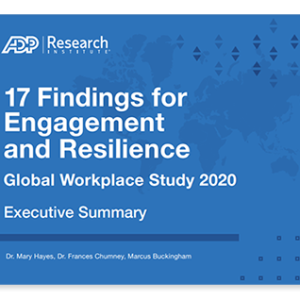 ADP Research
INSTITUTE
17 Findings for
Engagement
and Resilience
Global Workplace Study 2020
Executive Summary
Dr. Mary Hayes, Dr. Frances Chumney, Marcus Buckingham